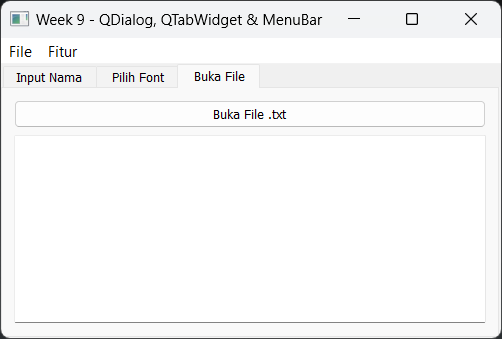 Week 9 - QDialog, QTabWidget & MenuBar
File Fitur
Input Nama Pilih Font Buka File
Buka File .txt